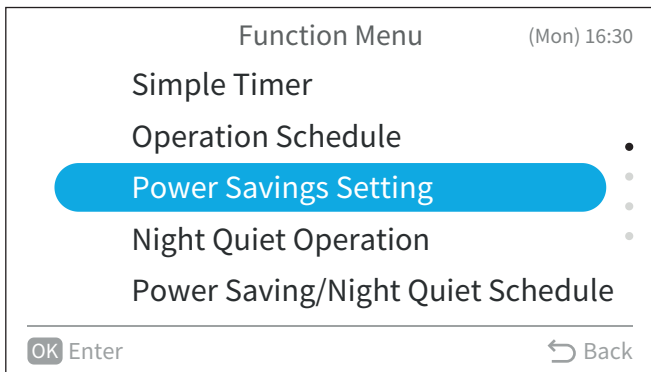 Function Menu (Mon) 16:30
Simple Timer
Operation Schedule
Power Savings Setting
Night Quiet Operation
Power Saving/Night Quiet Schedule
OK Enter Back